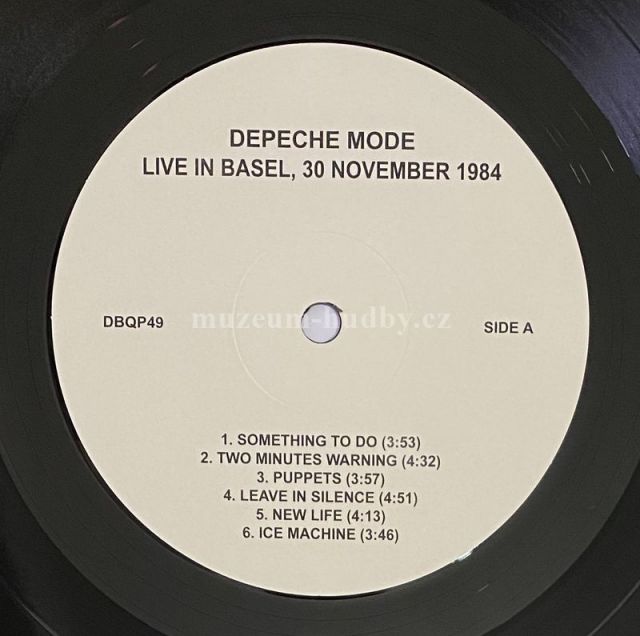 DEPECHE MODE
LIVE IN BASEL, 30 NOVEMBER 1984
DBQP49
muzeum-hudby.cz
SIDE A
1. SOMETHING TO DO (3:53)
2. TWO MINUTES WARNING (4:32)
3. PUPPETS (3:57)
4. LEAVE IN SILENCE (4:51)
5. NEW LIFE (4:13)
6. ICE MACHINE (3:46)